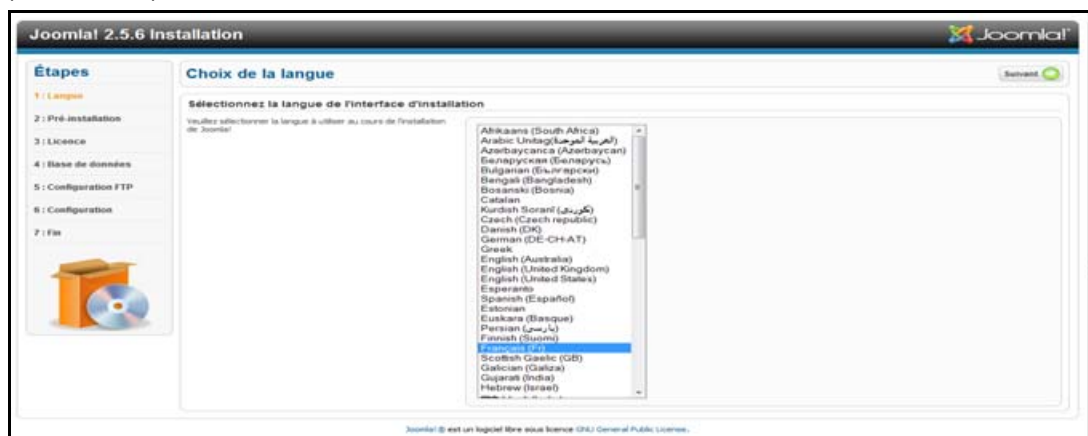 Joomla! 2.5.6 Installation
Joomla!
Étapes
1 : Langue
2 : Pré-installation
3 : Licence
4 : Base de données
5 : Configuration FTP
6 : Configuration
7 : Fin
Choix de la langue
Suivant
Sélectionnez la langue de l'interface d'installation
Veuillez sélectionner la langue à utiliser au cours de l'installation
de Joomla!
Afrikaans (South Africa)
Arabic Unitag(العربية الموحدة)
Azərbaycanca (Azərbaycan)
Беларуская (Беларусь)
Bulgarian (Български)
Bengali (Bangladesh)
Bosanski (Bosnia)
Catalan
Kurdish Soranî (كوردى)
Czech (Czech republic)
Danish (DK)
German (DE-CH-AT)
Greek
English (Australia)
English (United Kingdom)
English (United States)
Esperanto
Spanish (Español)
Estonian
Euskara (Basque)
Persian (پارسی)
Finnish (Suomi)
Français (Fr)
Scottish Gaelic (GB)
Galician (Galiza)
Gujarati (India)
Hebrew (Israel)
Joomla! ® est un logiciel libre sous licence GNU General Public License.